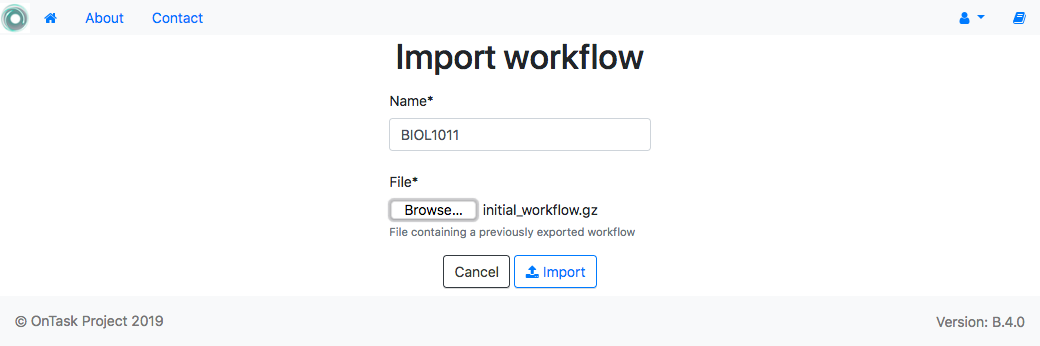 About Contact
Import workflow
Name*
BIOL1011
File*
Browse... initial_workflow.gz
File containing a previously exported workflow
Cancel Import
© OnTask Project 2019 Version: B.4.0